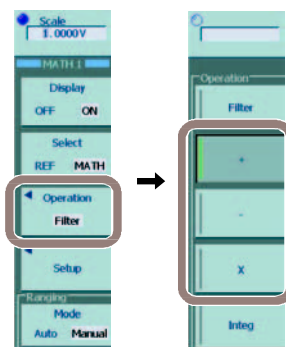 Scale
1.0000V
MATH 1
Display
OFF ON
Select
REF MATH
Operation
Filter
Setup
Ranging
Mode
Auto Manual
Operation
Filter
+
-
X
Integ